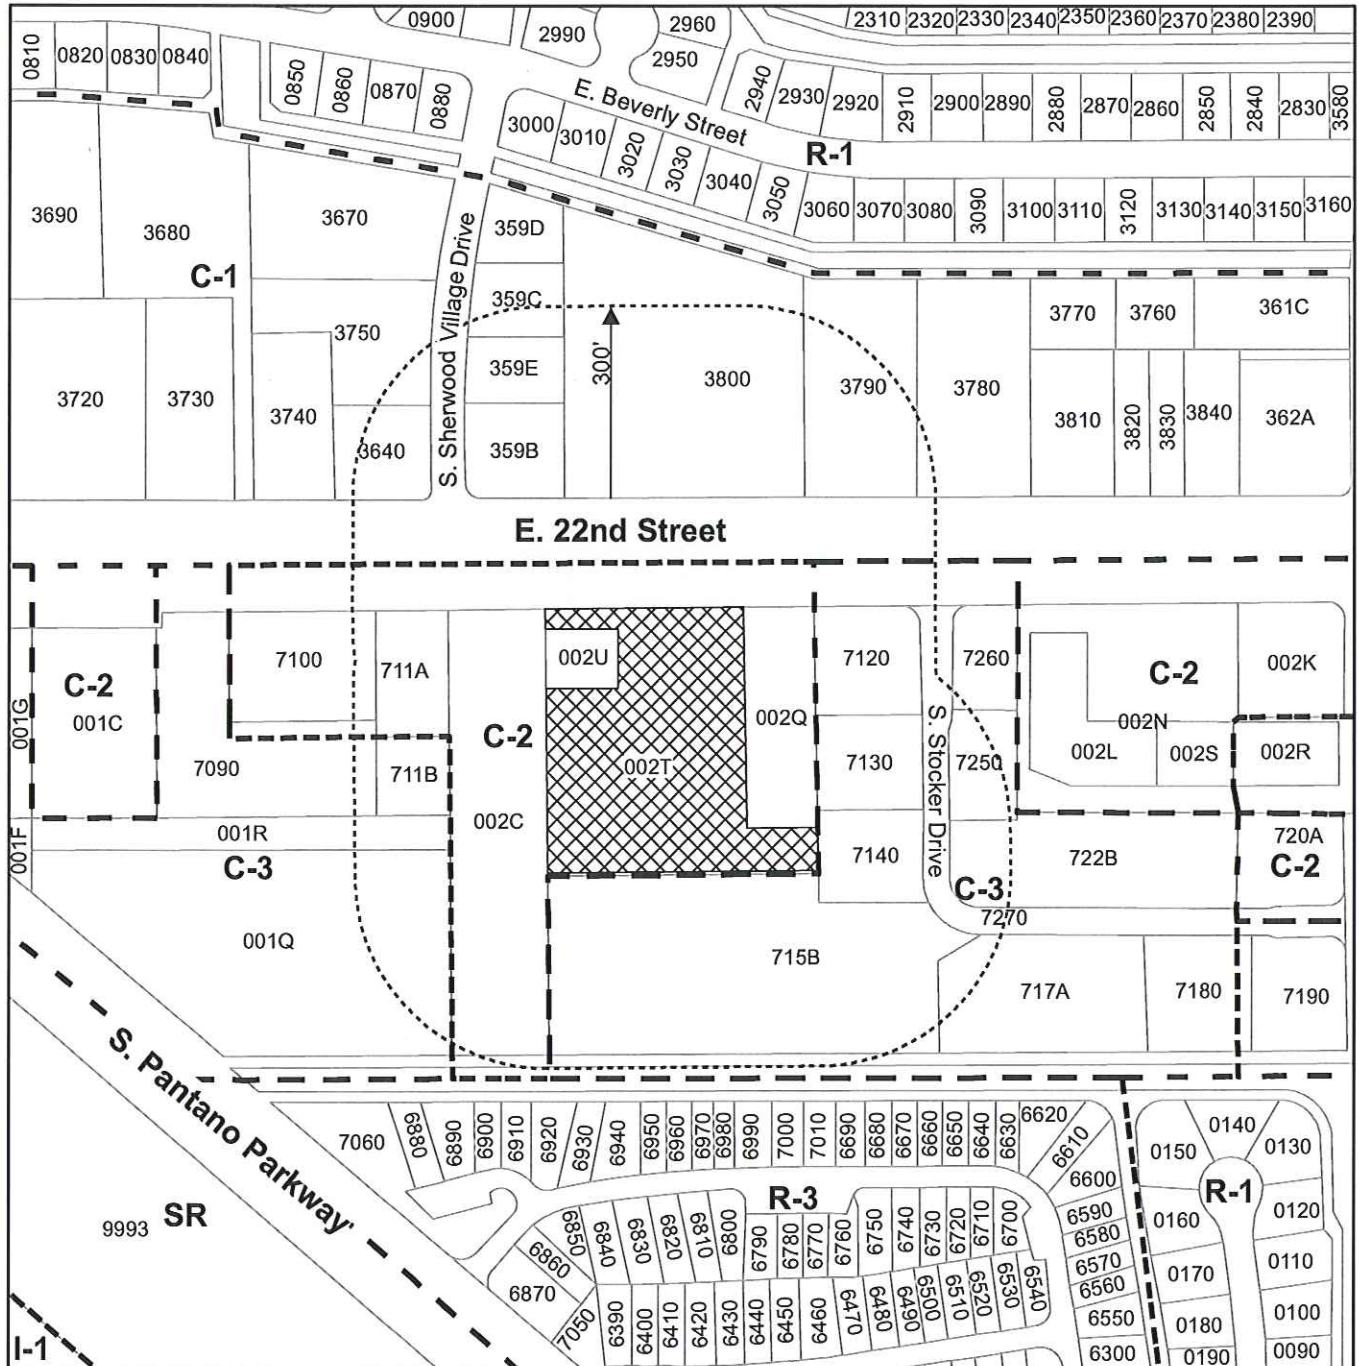 0900
2960
2310 2320 2330 2340 2350 2360 2370 2380 2390
0810 0820 0830 0840
2990
2950
0850 0860 0870 0880
2940 2930 2920 2910 2900 2890 2880 2870 2860 2850 2840 2830 3580
E. Beverly Street
3000 3010 3020 3030 3040 3050
R-1
3060 3070 3080 3090 3100 3110 3120 3130 3140 3150 3160
3690 3680 3670
359D
C-1
S. Sherwood Village Drive
359C
3750
3770 3760 361C
300'
359E
3800 3790 3780
3720 3730 3740
3810 3820 3830 3840 362A
3640
359B
E. 22nd Street
7100 711A
002U
7120 7260
C-2
002K
C-2
001G
001C
C-2
002Q
002N
S. Stocker Drive
7090
711B
002T
7130 7250
002L 002S 002R
002C
001R
001F
C-3
7140
722B
720A
C-2
C-3
7270
001Q
715B
717A 7180 7190
S. Pantano Parkway
7060 6880 6890 6900 6910 6920 6930 6940 6950 6960 6970 6980 6990 7000 7010 6690 6680 6670 6660 6650 6640 6630 6620
6610
6600
0150 0140 0130
R-3
R-1
9993
SR
6850 6840 6830 6820 6810 6800 6790 6780 6770 6760 6750 6740 6730 6720 6710 6700
6590
6580
6570
6560
6550
6300
0160 0120
6860
6870
7050
0170 0110
6390 6400 6410 6420 6430 6440 6450 6460 6470 6480 6490 6500 6510 6520 6530 6540
0180 0100
0190 0090
I-1